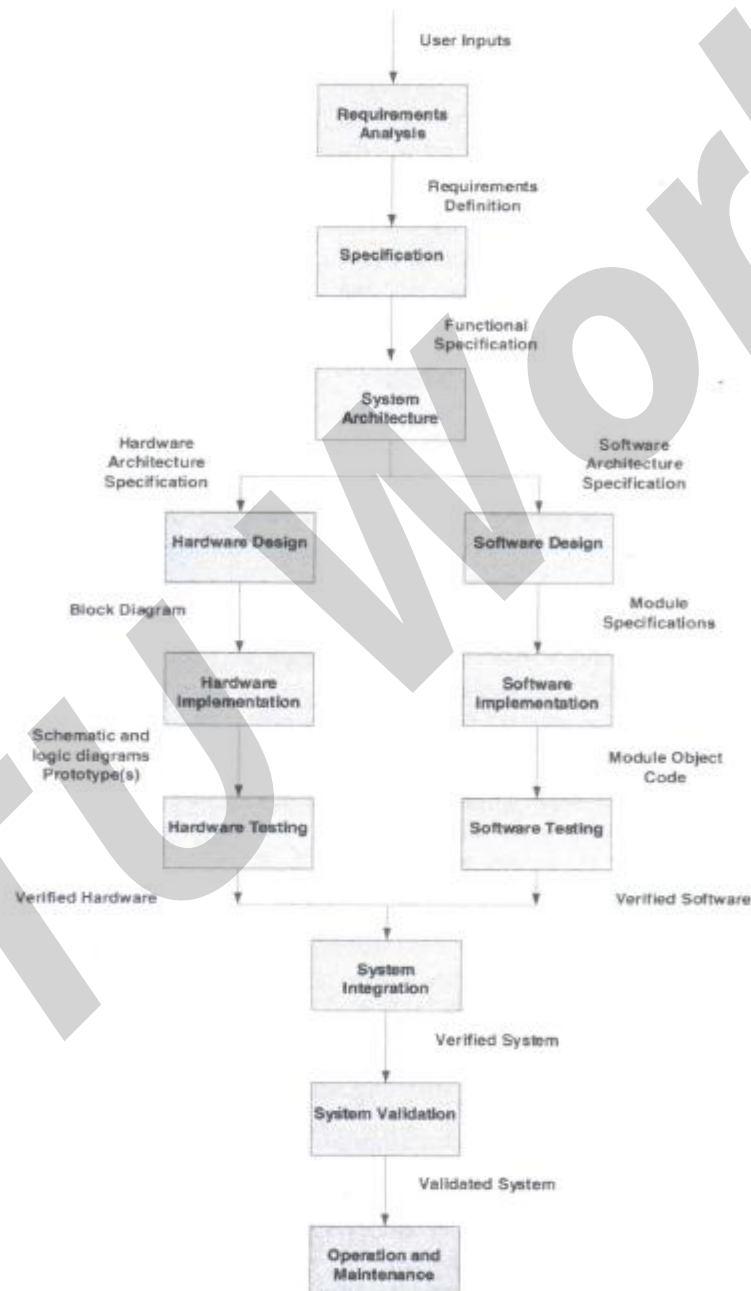 User Inputs
Requirements
Analysis
Requirements
Definition
Specification
Functional
Specification
System
Architecture
Hardware
Architecture
Specification
Software
Architecture
Specification
Hardware Design
Software Design
Block Diagram
Module
Specifications
Hardware
Implementation
Software
Implementation
Schematic and
logic diagrams
Prototype(s)
Module Object
Code
Hardware Testing
Software Testing
Verified Hardware
Verified Software
System
Integration
Verified System
System Validation
Validated System
Operation and
Maintenance
TU Worl